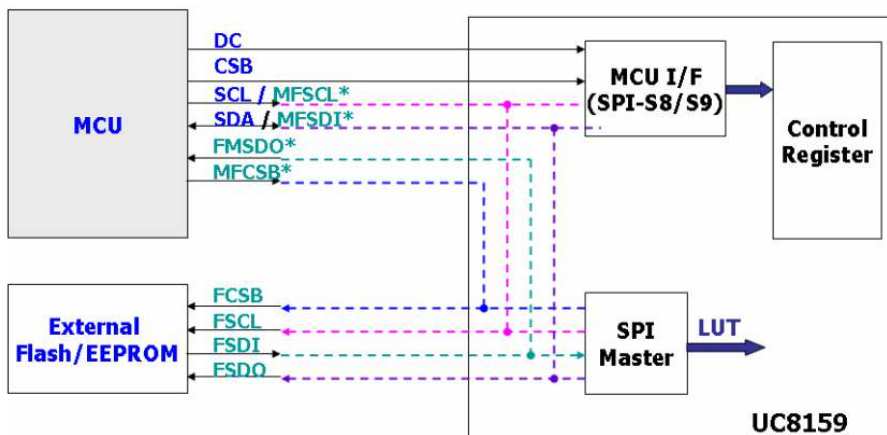 DC
CSB
SCL / MFSCL*
SDA / MFSDI*
FMSDO*
MFCSB*
MCU
MCU I/F
(SPI-S8/S9)
Control
Register
External
Flash/EEPROM
FCSB
FSCL
FSDI
FSDO
SPI
Master
LUT
UC8159